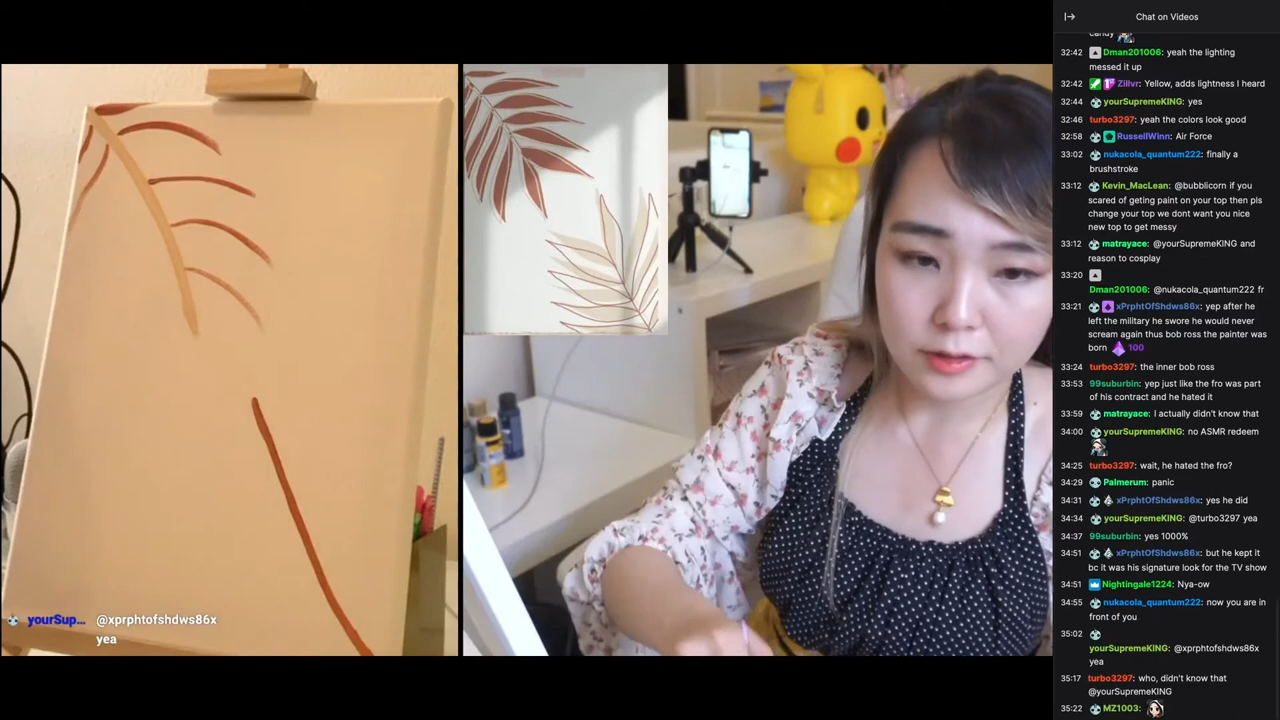 yourSup... @xprphtofshdws86x
yea
Chat on Videos
32:42 Dman201006: yeah the lighting
messed it up
32:42 Zillvr: Yellow, adds lightness I heard
32:44 yourSupremeKING: yes
32:46 turbo3297: yeah the colors look good
32:58 RussellWinn: Air Force
33:02 nukacola_quantum222: finally a
brushstroke
33:12 Kevin_MacLean: @bubblicorn if you
scared of geting paint on your top then pls
change your top we dont want you nice
new top to get messy
33:12 matrayace: @yourSupremeKING and
reason to cosplay
33:20
Dman201006: @nukacola_quantum222 fr
33:21 xPrphtOfShdws86x: yep after he
left the military he swore he would never
scream again thus bob ross the painter was
born 100
33:24 turbo3297: the inner bob ross
33:53 99suburbin: yep just like the fro was part
of his contract and he hated it
33:59 matrayace: I actually didn't know that
34:00 yourSupremeKING: no ASMR redeem
34:25 turbo3297: wait, he hated the fro?
34:29 Palmerum: panic
34:31 xPrphtOfShdws86x: yes he did
34:34 yourSupremeKING: @turbo3297 yea
34:37 99suburbin: yes 1000%
34:51 xPrphtOfShdws86x: but he kept it
bc it was his signature look for the TV show
34:51 Nightingale1224: Nya-ow
34:55 nukacola_quantum222: now you are in
front of you
35:02
yourSupremeKING: @xprphtofshdws86x
yea
35:17 turbo3297: who, didn't know that
@yourSupremeKING
35:22 MZ1003: